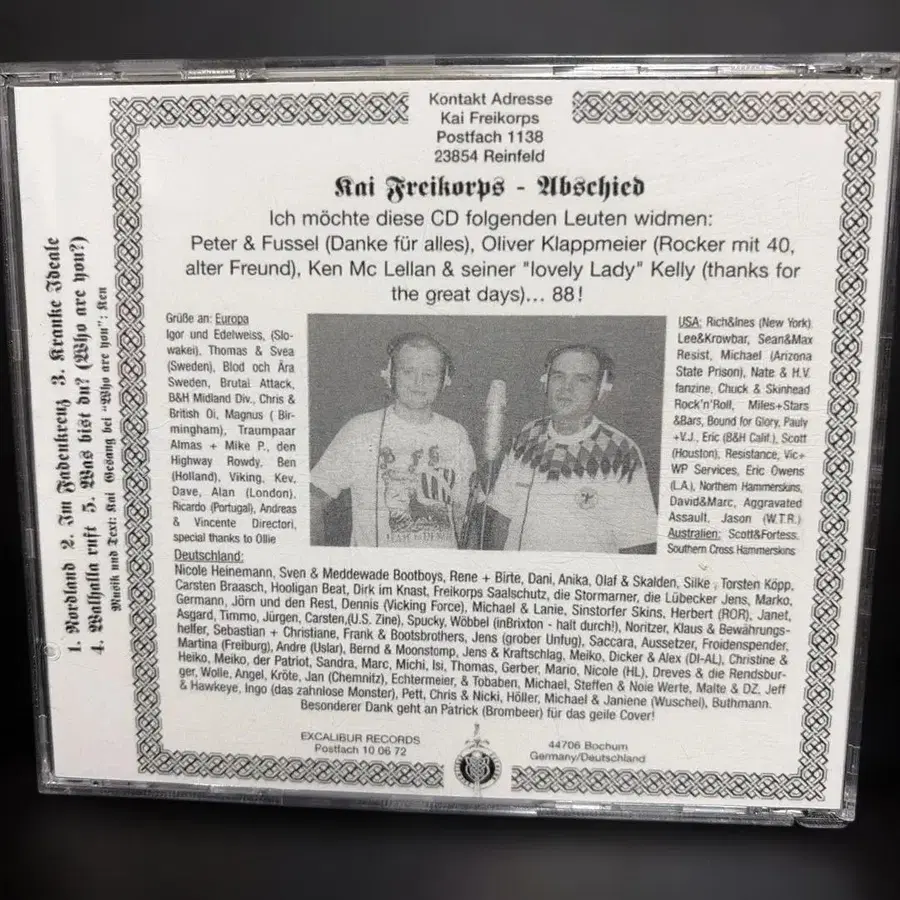 Kontakt Adresse
Kai Freikorps
Postfach 1138
23854 Reinfeld
Kai Freikorps - Abschied
Ich möchte diese CD folgenden Leuten widmen:
Peter & Fussel (Danke für alles), Oliver Klappmeier (Rocker mit 40,
alter Freund), Ken Mc Lellan & seiner "lovely Lady" Kelly (thanks for
the great days)... 88!
Grüße an: Europa
Igor und Edelweiss, (Slo-
wakei), Thomas & Svea
(Sweden), Blod och Ära
Sweden, Brutal Attack,
B&H Midland Div., Chris &
British Oi, Magnus ( Bir-
mingham), Traumpaar
Almas + Mike P., den
Highway Rowdy, Ben
(Holland), Viking, Kev,
Dave, Alan (London),
Ricardo (Portugal), Andreas
& Vincente Directori,
special thanks to Ollie
USA: Rich&Ines (New York),
Lee&Krowbar, Sean&Max
Resist, Michael (Arizona
State Prison), Nate & H.V.
fanzine, Chuck & Skinhead
Rock'n'Roll, Miles+Stars
&Bars, Bound for Glory, Pauly
+V.J., Eric (B&H Calif.), Scott
(Houston), Resistance, Vic+
WP Services, Eric Owens
(L.A.), Northern Hammerskins,
David&Marc, Aggravated
Assault, Jason (W.T.R.)
Australien: Scott&Fortess,
Southern Cross Hammerskins
Deutschland:
Nicole Heinemann, Sven & Meddewade Bootboys, Rene + Birte, Dani, Anika, Olaf & Skalden, Silke, Torsten Köpp,
Carsten Braasch, Hooligan Beat, Dirk im Knast, Freikorps Saalschutz, die Stormarner, die Lübecker Jens, Marko,
Germann, Jörn und den Rest, Dennis (Vicking Force), Michael & Lanie, Sinstorfer Skins, Herbert (ROR), Janet,
Asgard, Timmo, Jürgen, Carsten,(U.S. Zine), Spucky, Wöbbel (inBrixton - halt durch!), Noritzer, Klaus & Bewährungs-
helfer, Sebastian + Christiane, Frank & Bootsbrothers, Jens (grober Unfug), Saccara, Aussetzer, Froidenspender,
Martina (Freiburg), Andre (Uslar), Bernd & Moonstomp, Jens & Kraftschlag, Meiko, Dicker & Alex (DI-AL), Christine &
Heiko, Meiko, der Patriot, Sandra, Marc, Michi, Isi, Thomas, Gerber, Mario, Nicole (HL), Dreves & die Rendsbur-
ger, Wolle, Angel, Kröte, Jan (Chemnitz), Echtermeier, & Tobaben, Michael, Steffen & Noie Werte, Malte & DZ, Jeff
& Hawkeye, Ingo (das zahnlose Monster), Pett, Chris & Nicki, Höller, Michael & Janiene (Wuschel), Buthmann.
Besonderer Dank geht an Patrick (Brombeer) für das geile Cover!
EXCALIBUR RECORDS
Postfach 10 06 72
44706 Bochum
Germany/Deutschland
1. Nordland 2. Im Fadenkreuz 3. Kranke Ideale
4. Walhalla ruft 5. Was bist du? (Who are you?)
Musik und Text: Kai Gesang bei "Who are you": Ken